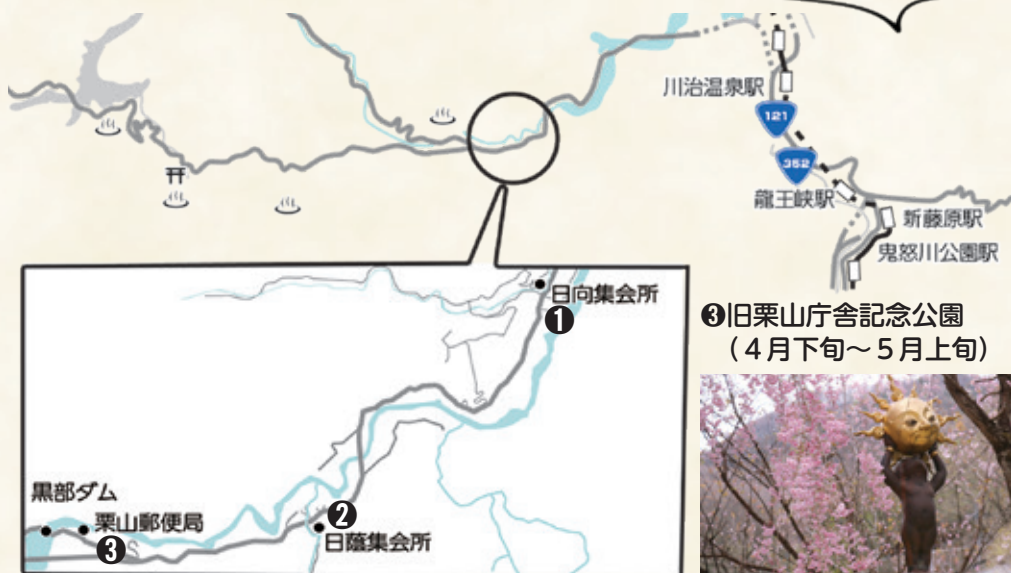 川治温泉駅
121
352
龍王峡駅
新藤原駅
鬼怒川公園駅
日向集会所
❶
❸旧栗山庁舎記念公園
(4月下旬~5月上旬)
黒部ダム
栗山郵便局
❸
❷
日蔭集会所